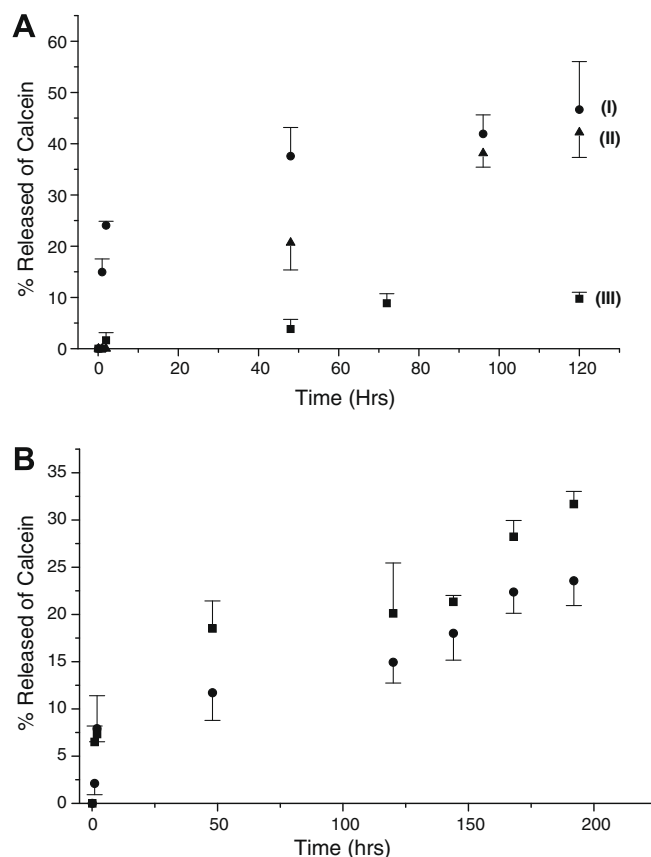 A
60
50
40
30
20
10
0
% Released of Calcein
(I)
(II)
(III)
0 20 40 60 80 100 120
Time (Hrs)
B
35
30
25
20
15
10
5
0
% Released of Calcein
0 50 100 150 200
Time (hrs)